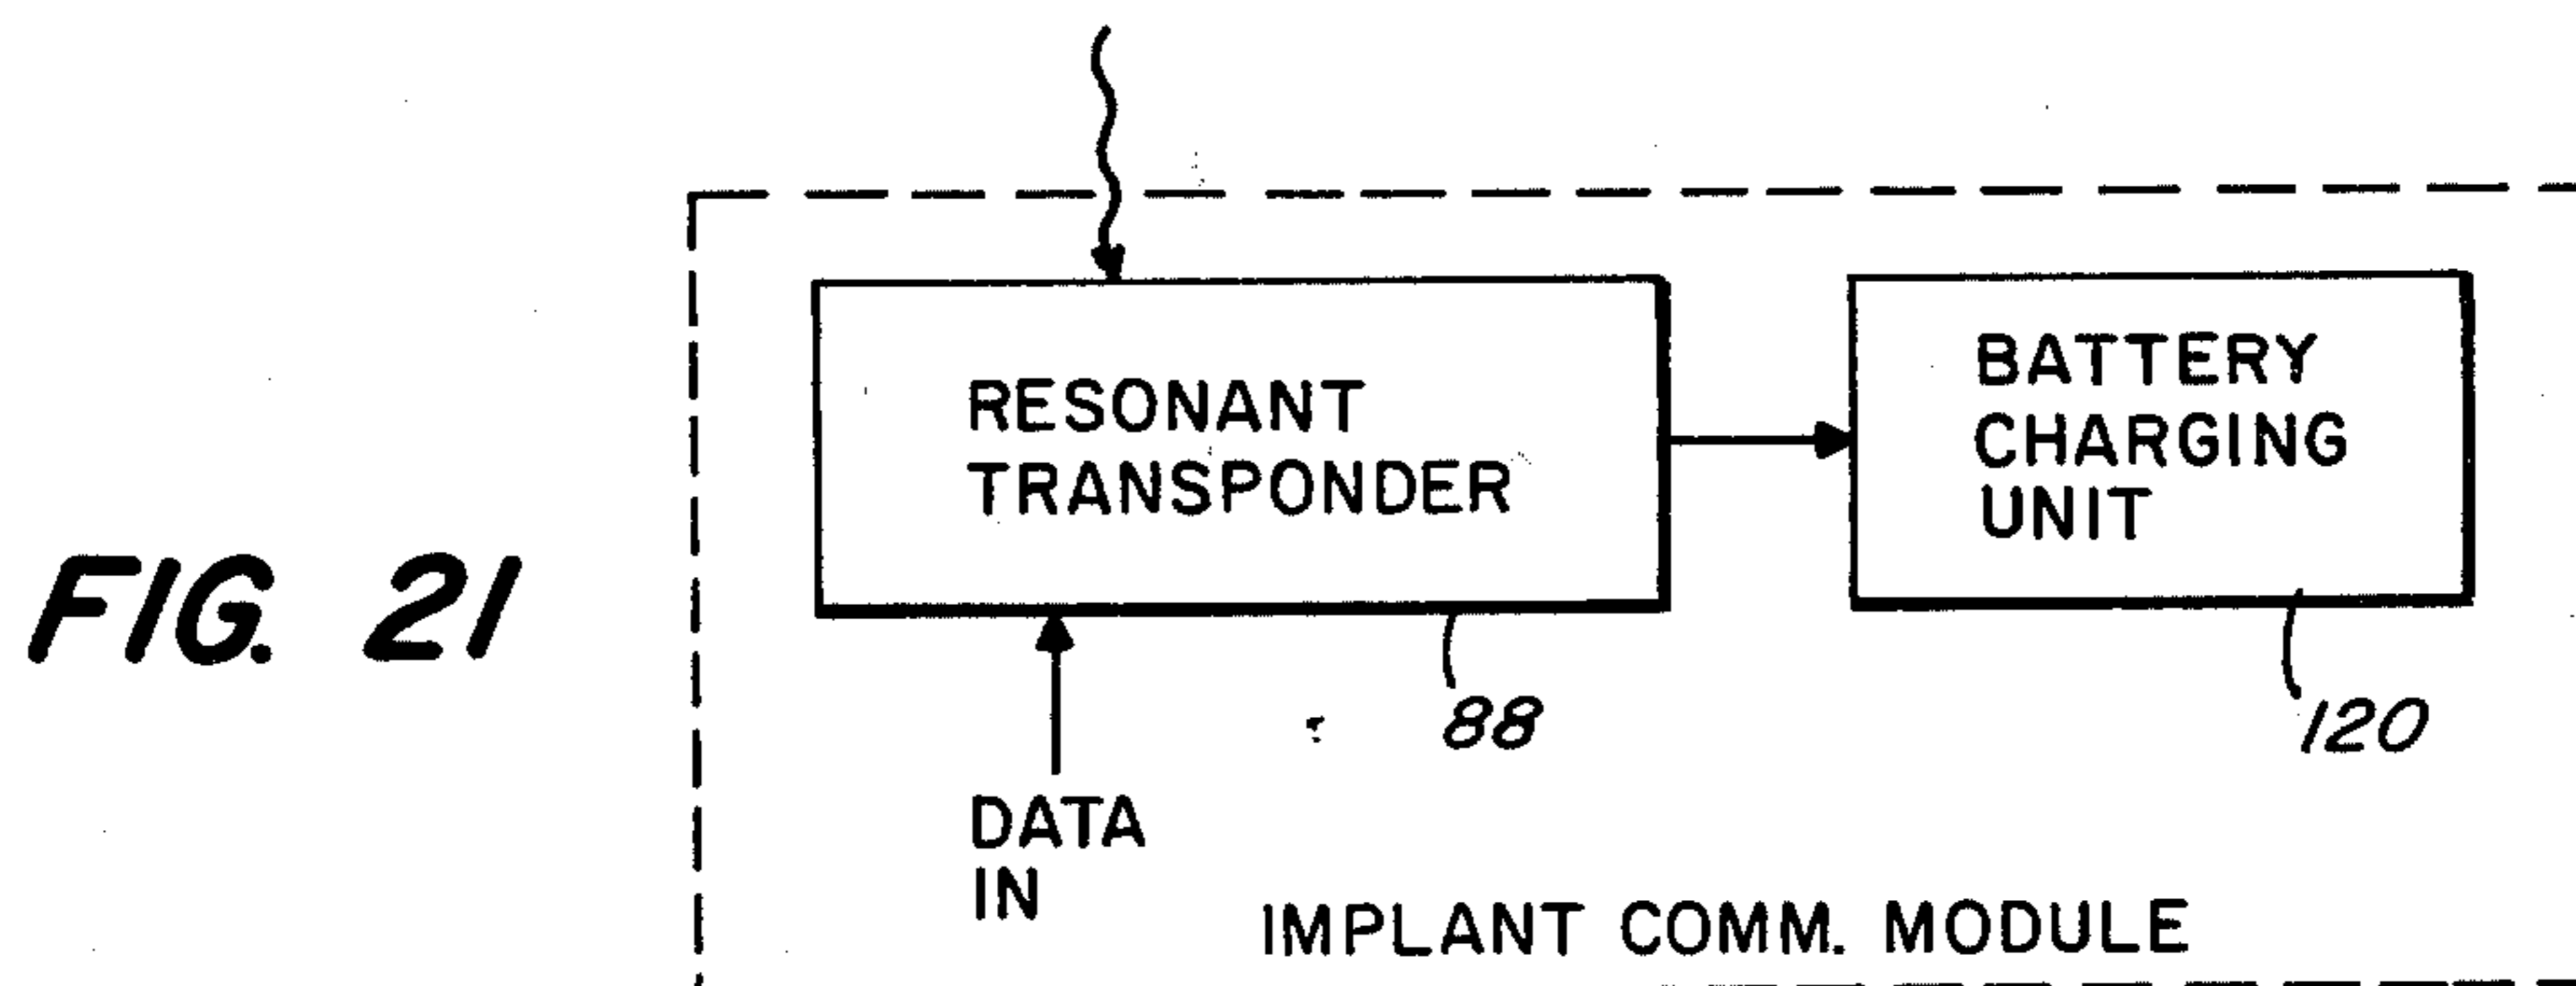 RESONANT
TRANSPONDER
BATTERY
CHARGING
UNIT
FIG. 21
88
120
DATA
IN
IMPLANT COMM. MODULE